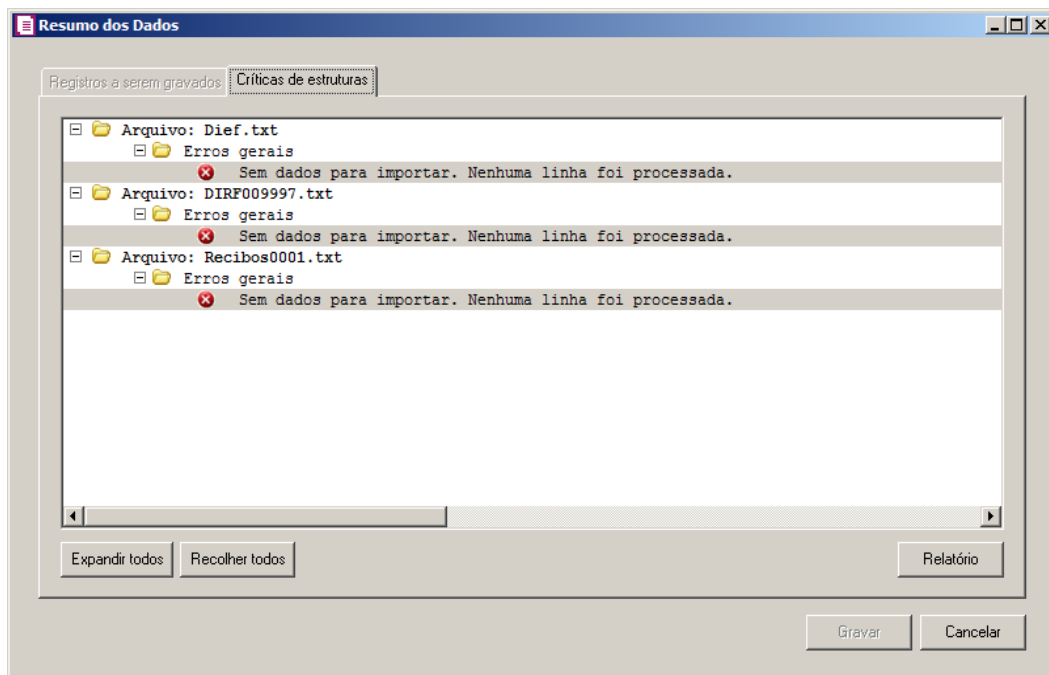 Resumo dos Dados
Registros a serem gravados Críticas de estruturas
Arquivo: Dief.txt
Erros gerais
Sem dados para importar. Nenhuma linha foi processada.
Arquivo: DIRF009997.txt
Erros gerais
Sem dados para importar. Nenhuma linha foi processada.
Arquivo: Recibos0001.txt
Erros gerais
Sem dados para importar. Nenhuma linha foi processada.
Expandir todos Recolher todos Relatório
Gravar Cancelar